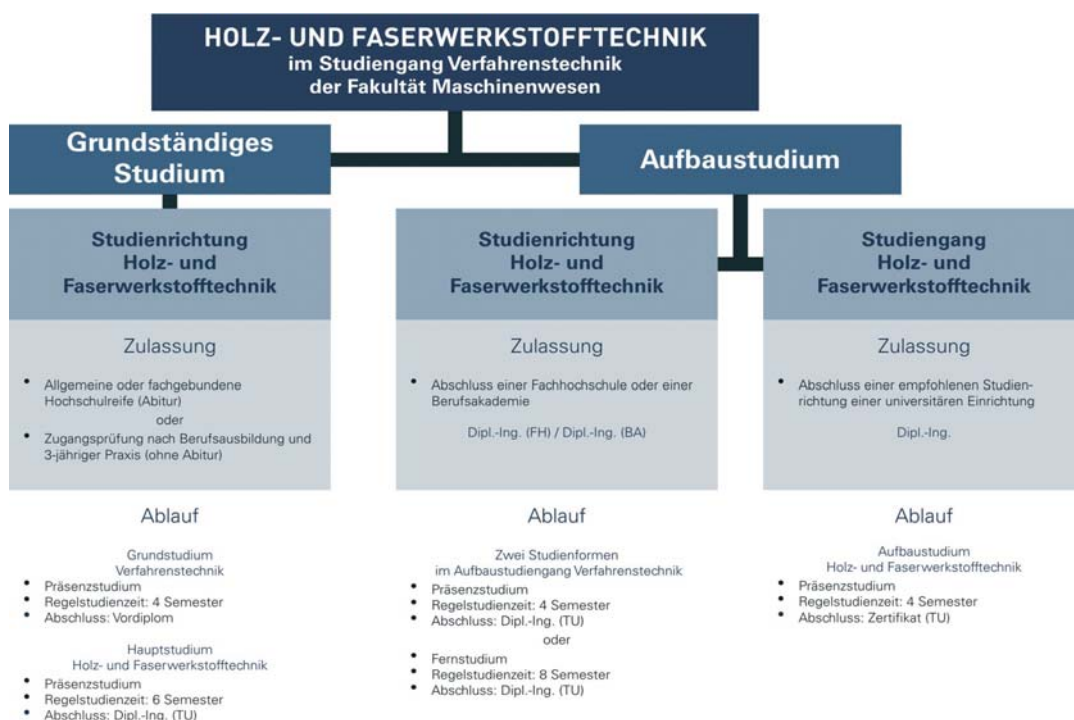 HOLZ- UND FASERWERKSTOFFTECHNIK
im Studiengang Verfahrenstechnik
der Fakultät Maschinenwesen
Grundständiges
Studium
Aufbaustudium
Studienrichtung
Holz- und
Faserwerkstofftechnik
Zulassung
• Allgemeine oder fachgebundene
Hochschulreife (Abitur)
oder
• Zugangsprüfung nach Berufsausbildung und
3-jähriger Praxis (ohne Abitur)
Ablauf
Grundstudium
Verfahrenstechnik
• Präsenzstudium
• Regelstudienzeit: 4 Semester
• Abschluss: Vordiplom
Hauptstudium
Holz- und Faserwerkstofftechnik
• Präsenzstudium
• Regelstudienzeit: 6 Semester
• Abschluss: Dipl.-Ing. (TU)
Studienrichtung
Holz- und
Faserwerkstofftechnik
Zulassung
• Abschluss einer Fachhochschule oder einer
Berufsakademie
Dipl.-Ing. (FH) / Dipl.-Ing. (BA)
Ablauf
Zwei Studienformen
im Aufbaustudiengang Verfahrenstechnik
• Präsenzstudium
• Regelstudienzeit: 4 Semester
• Abschluss: Dipl.-Ing. (TU)
oder
• Fernstudium
• Regelstudienzeit: 8 Semester
• Abschluss: Dipl.-Ing. (TU)
Studiengang
Holz- und
Faserwerkstofftechnik
Zulassung
• Abschluss einer empfohlenen Studien-
richtung einer universitären Einrichtung
Dipl.-Ing.
Ablauf
Aufbaustudium
Holz- und Faserwerkstofftechnik
• Präsenzstudium
• Regelstudienzeit: 4 Semester
• Abschluss: Zertifikat (TU)